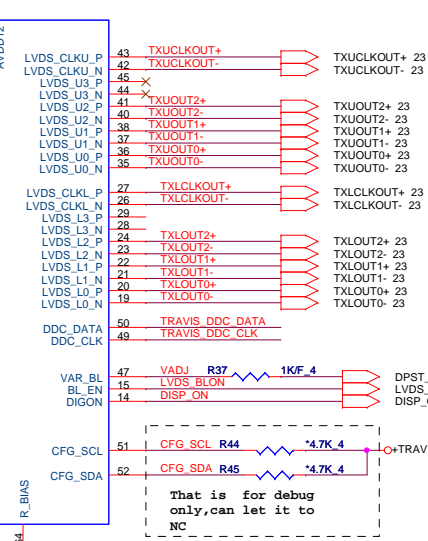 AVDD12
LVDS_CLKU_P 43 TXUCLKOUT+ TXUCLKOUT+ 23
LVDS_CLKU_N 42 TXUCLKOUT- TXUCLKOUT- 23
LVDS_U3_P 45
LVDS_U3_N 44
LVDS_U2_P 41 TXUOUT2+ TXUOUT2+ 23
LVDS_U2_N 40 TXUOUT2- TXUOUT2- 23
LVDS_U1_P 38 TXUOUT1+ TXUOUT1+ 23
LVDS_U1_N 37 TXUOUT1- TXUOUT1- 23
LVDS_U0_P 36 TXUOUT0+ TXUOUT0+ 23
LVDS_U0_N 35 TXUOUT0- TXUOUT0- 23
LVDS_CLKL_P 27 TXLCLKOUT+ TXLCLKOUT+ 23
LVDS_CLKL_N 26 TXLCLKOUT- TXLCLKOUT- 23
LVDS_L3_P 29
LVDS_L3_N 28
LVDS_L2_P 24 TXLOUT2+ TXLOUT2+ 23
LVDS_L2_N 23 TXLOUT2- TXLOUT2- 23
LVDS_L1_P 22 TXLOUT1+ TXLOUT1+ 23
LVDS_L1_N 21 TXLOUT1- TXLOUT1- 23
LVDS_L0_P 20 TXLOUT0+ TXLOUT0+ 23
LVDS_L0_N 19 TXLOUT0- TXLOUT0- 23
DDC_DATA 50 TRAVIS_DDC_DATA
DDC_CLK 49 TRAVIS_DDC_CLK
VAR_BL 47 VADJ R37 1K/F_4 DPST_
BL_EN 15 LVDS_BLON LVDS_
DIGON 14 DISP_ON DISP_
CFG_SCL 51 CFG_SCL R44 *4.7K_4 +TRAV
CFG_SDA 52 CFG_SDA R45 *4.7K_4
That is for debug
only,can let it to
NC
R_BIAS